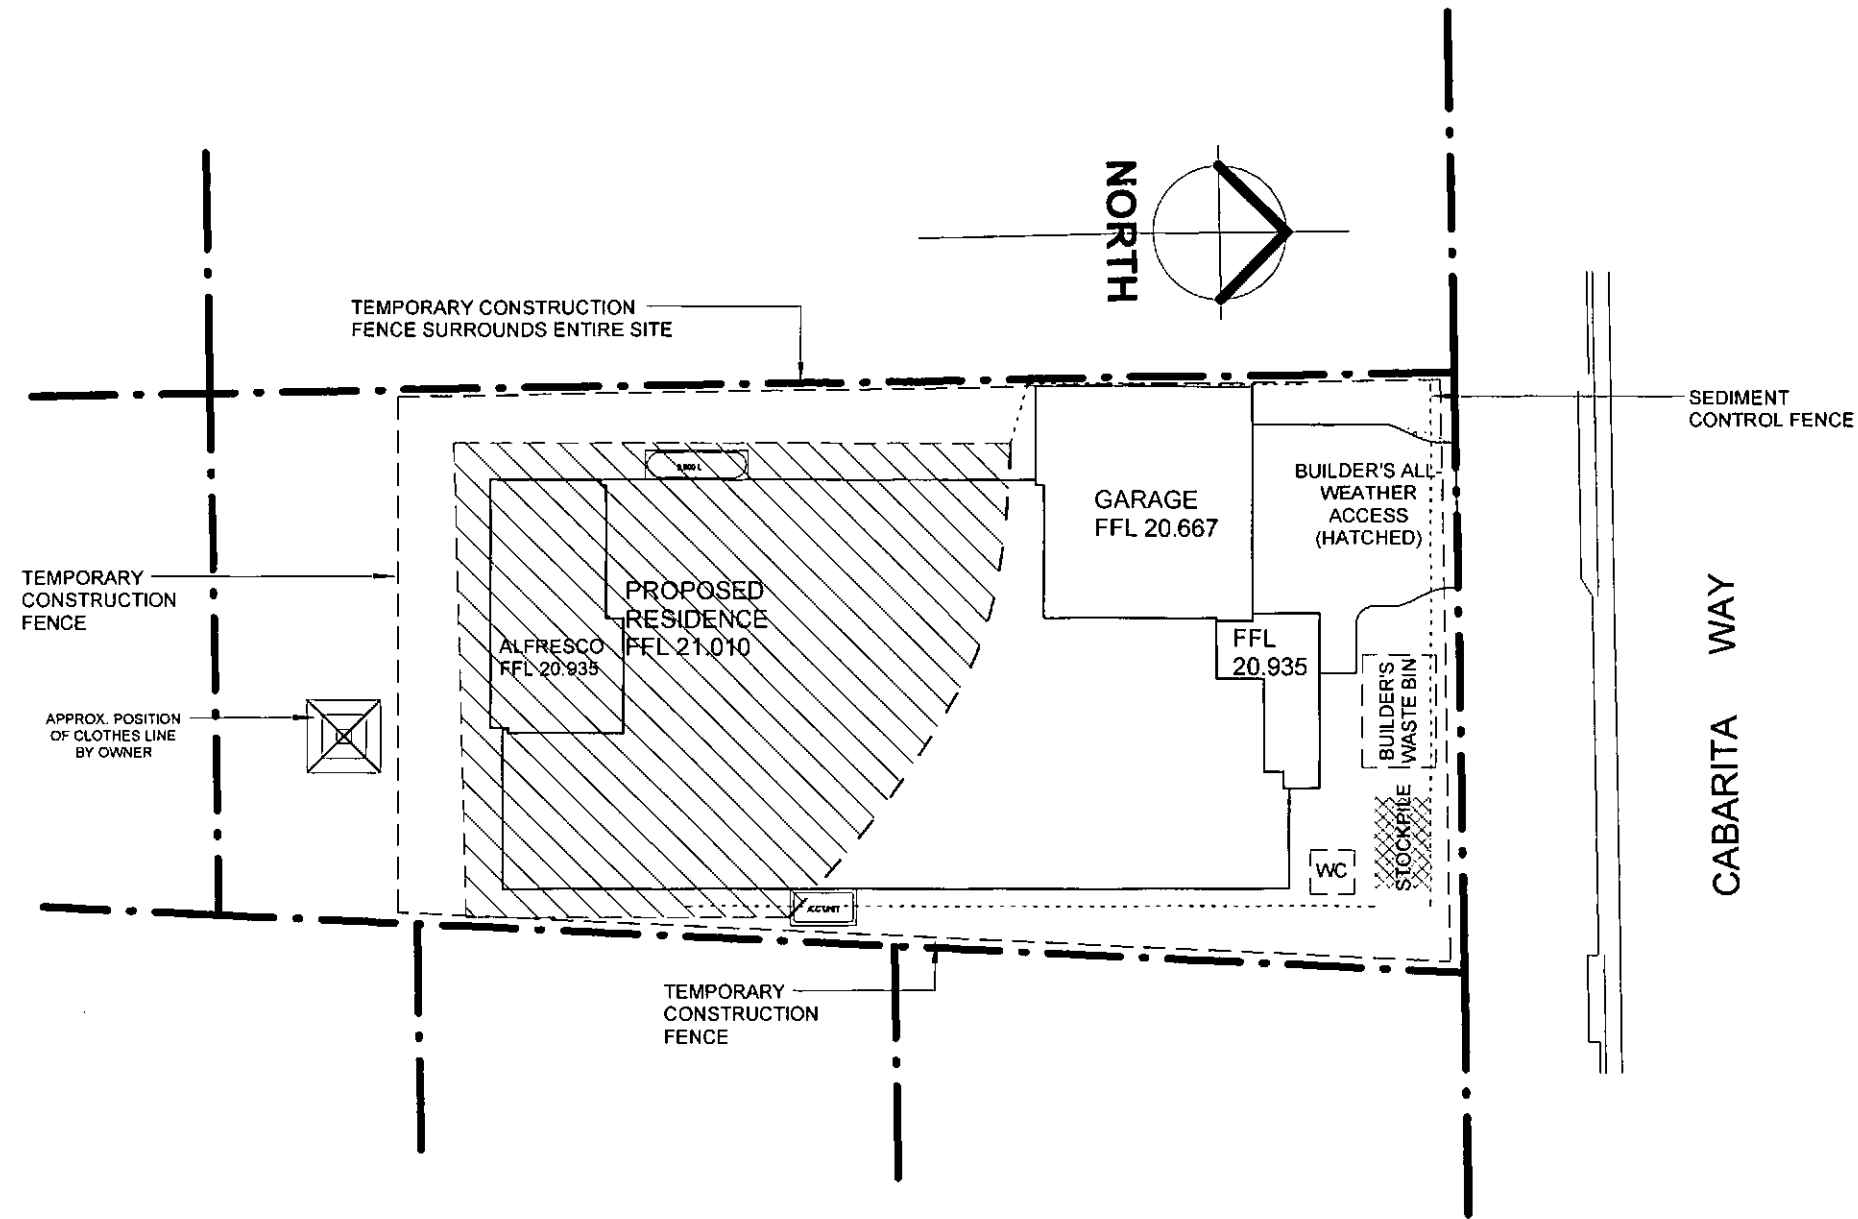 NORTH
TEMPORARY CONSTRUCTION
FENCE SURROUNDS ENTIRE SITE
SEDIMENT
CONTROL FENCE
GARAGE
FFL 20.667
BUILDER'S ALL
WEATHER
ACCESS
(HATCHED)
TEMPORARY
CONSTRUCTION
FENCE
PROPOSED
RESIDENCE
FFL 21.010
ALFRESCO
FFL 20.935
FFL
20.935
BUILDER'S
WASTE BIN
APPROX. POSITION
OF CLOTHES LINE
BY OWNER
CABARITA WAY
STOCKPILE
WC
A.C UNIT
TEMPORARY
CONSTRUCTION
FENCE